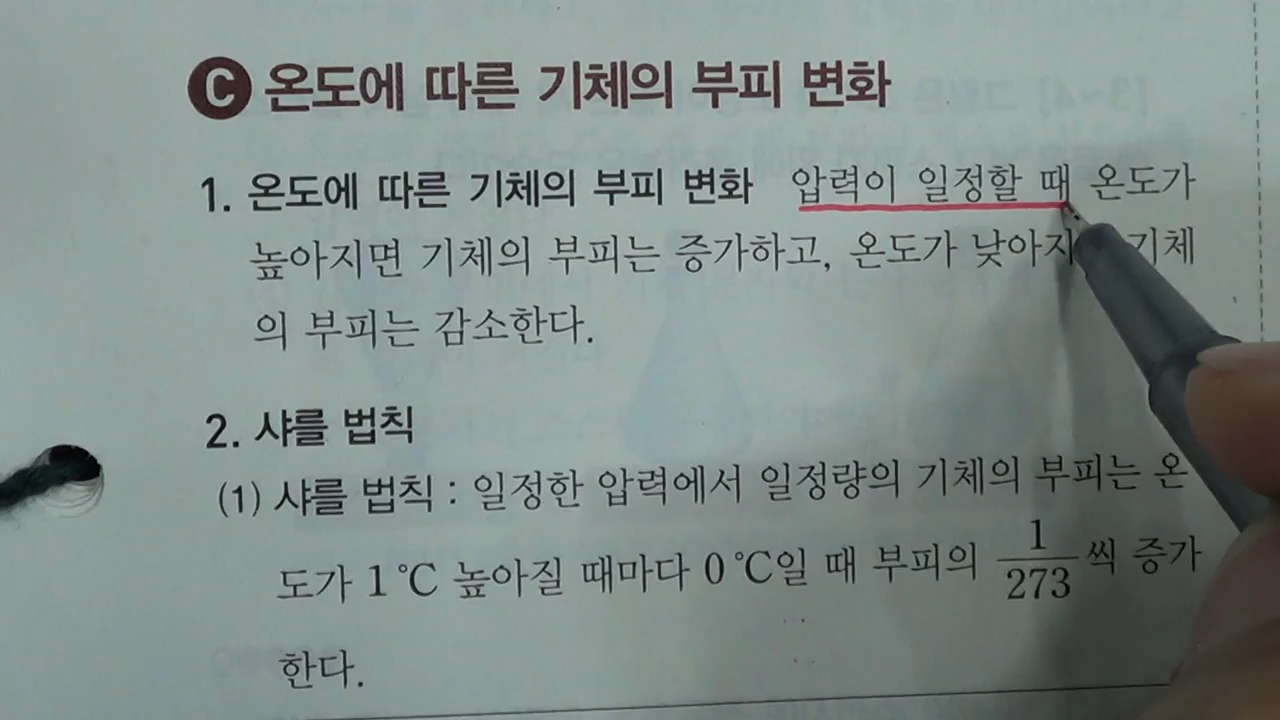 C 온도에 따른 기체의 부피 변화
1. 온도에 따른 기체의 부피 변화 압력이 일정할 때 온도가
높아지면 기체의 부피는 증가하고, 온도가 낮아지 기체
의 부피는 감소한다.
2. 샤를 법칙
(1) 샤를 법칙 : 일정한 압력에서 일정량의 기체의 부피는 온
도가 1℃ 높아질 때마다 0℃일 때 부피의 1/273씩 증가
한다.